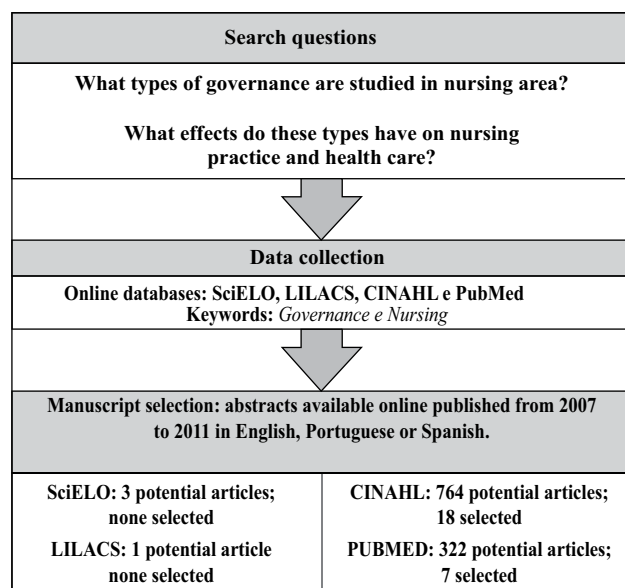 Search questions
What types of governance are studied in nursing area?
What effects do these types have on nursing
practice and health care?
Data collection
Online databases: SciELO, LILACS, CINAHL e PubMed
Keywords: Governance e Nursing
Manuscript selection: abstracts available online published from 2007
to 2011 in English, Portuguese or Spanish.
SciELO: 3 potential articles;
none selected
LILACS: 1 potential article
none selected
CINAHL: 764 potential articles;
18 selected
PUBMED: 322 potential articles;
7 selected